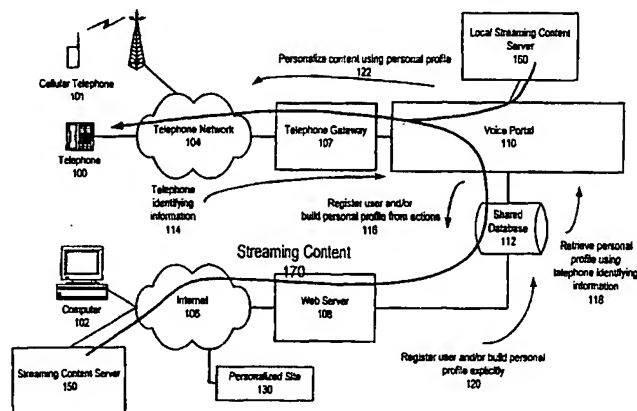 Local Streaming Content
Server
160
Personalize content using personal profile
122
Cellular Telephone
101
Telephone Network
104
Telephone Gateway
107
Voice Portal
110
Telephone
100
Telephone
identifying
information
114
Register user and/or
build personal profile from actions
116
Shared
Database
112
Retrieve personal
profile using
telephone identifying
information
118
Streaming Content
170
Computer
102
Internet
106
Web Server
108
Register user and/or build personal
profile explicitly
120
Streaming Content Server
150
Personalized Site
130